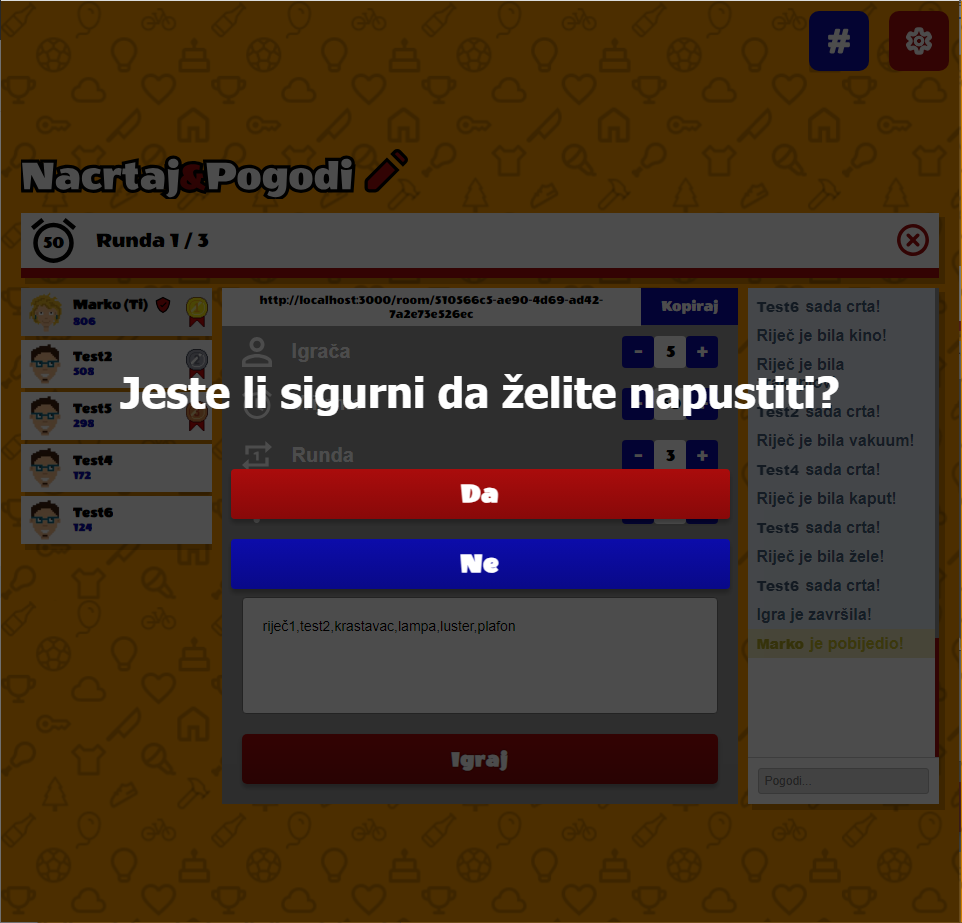 #
Nacrtaj&Pogodi
50
Runda 1 / 3
Marko (Ti)
806
1
Test2
508
2
Test5
298
Test4
172
Test6
124
http://localhost:3000/room/510566c5-ae90-4d69-ad42-
7a2e73e526ec
Kopiraj
Igrača
- 5 +
Jeste li sigurni da želite napustiti?
Runda
- 3 +
Da
Ne
riječ1,test2,krastavac,lampa,luster,plafon
Igraj
Test6 sada crta!
Riječ je bila kino!
Riječ je bila
Test2 sada crta!
Riječ je bila vakuum!
Test4 sada crta!
Riječ je bila kaput!
Test5 sada crta!
Riječ je bila žele!
Test6 sada crta!
Igra je završila!
Marko je pobijedio!
Pogodi...